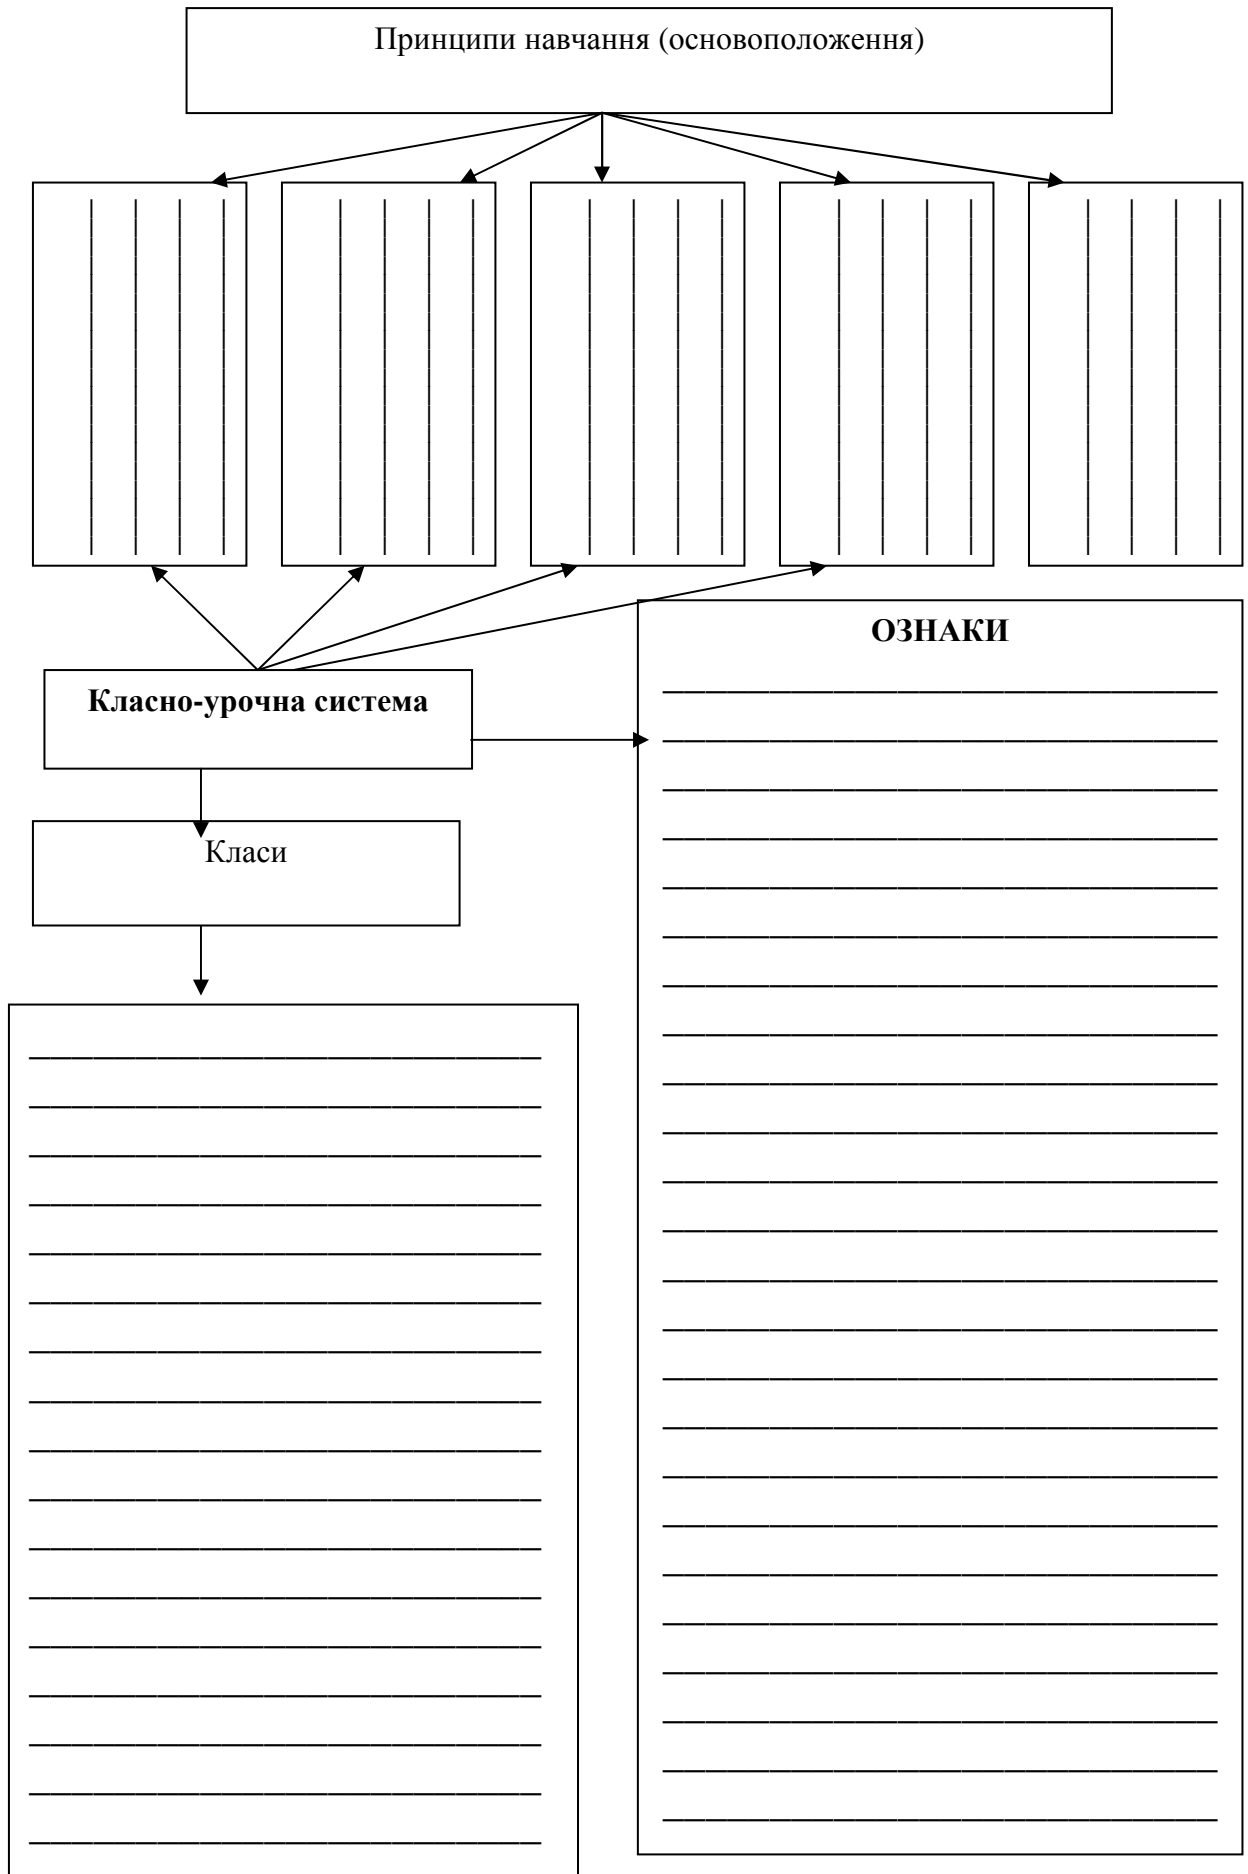 Принципи навчання (основоположення)
ОЗНАКИ
Класно-урочна система
Класи